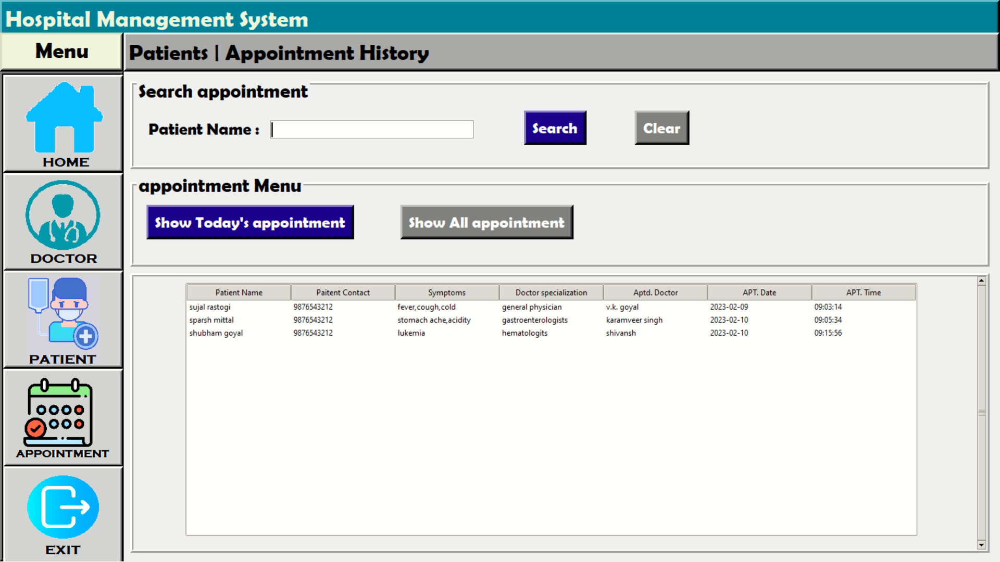 Hospital Management System
Menu
Patients | Appointment History
HOME
DOCTOR
PATIENT
APPOINTMENT
EXIT
Search appointment
Patient Name : Search Clear
appointment Menu
Show Today's appointment Show All appointment
Patient Name Paitent Contact Symptoms Doctor specialization Aptd. Doctor APT. Date APT. Time
sujal rastogi 9876543212 fever,cough,cold general physician v.k. goyal 2023-02-09 09:03:14
sparsh mittal 9876543212 stomach ache,acidity gastroenterologists karamveer singh 2023-02-10 09:05:34
shubham goyal 9876543212 lukemia hematologits shivansh 2023-02-10 09:15:56